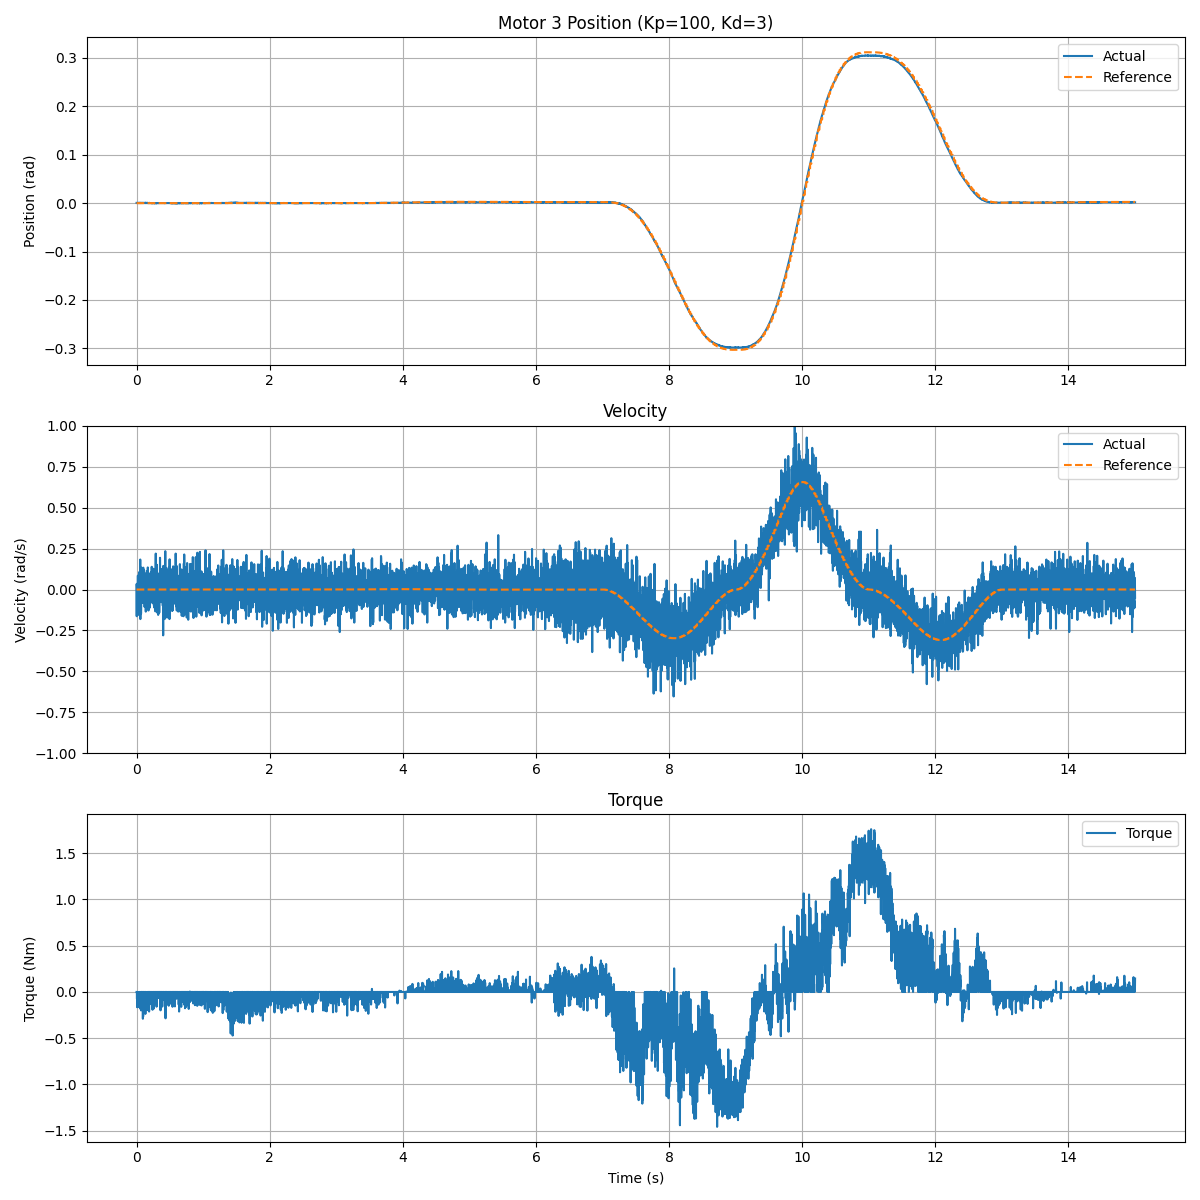 Motor 3 Position (Kp=100, Kd=3)
Position (rad)
0.3
0.2
0.1
0.0
−0.1
−0.2
−0.3
Actual
Reference
0 2 4 6 8 10 12 14
Velocity
Velocity (rad/s)
1.00
0.75
0.50
0.25
0.00
−0.25
−0.50
−0.75
−1.00
Actual
Reference
0 2 4 6 8 10 12 14
Torque
Torque (Nm)
1.5
1.0
0.5
0.0
−0.5
−1.0
−1.5
Torque
0 2 4 6 8 10 12 14
Time (s)